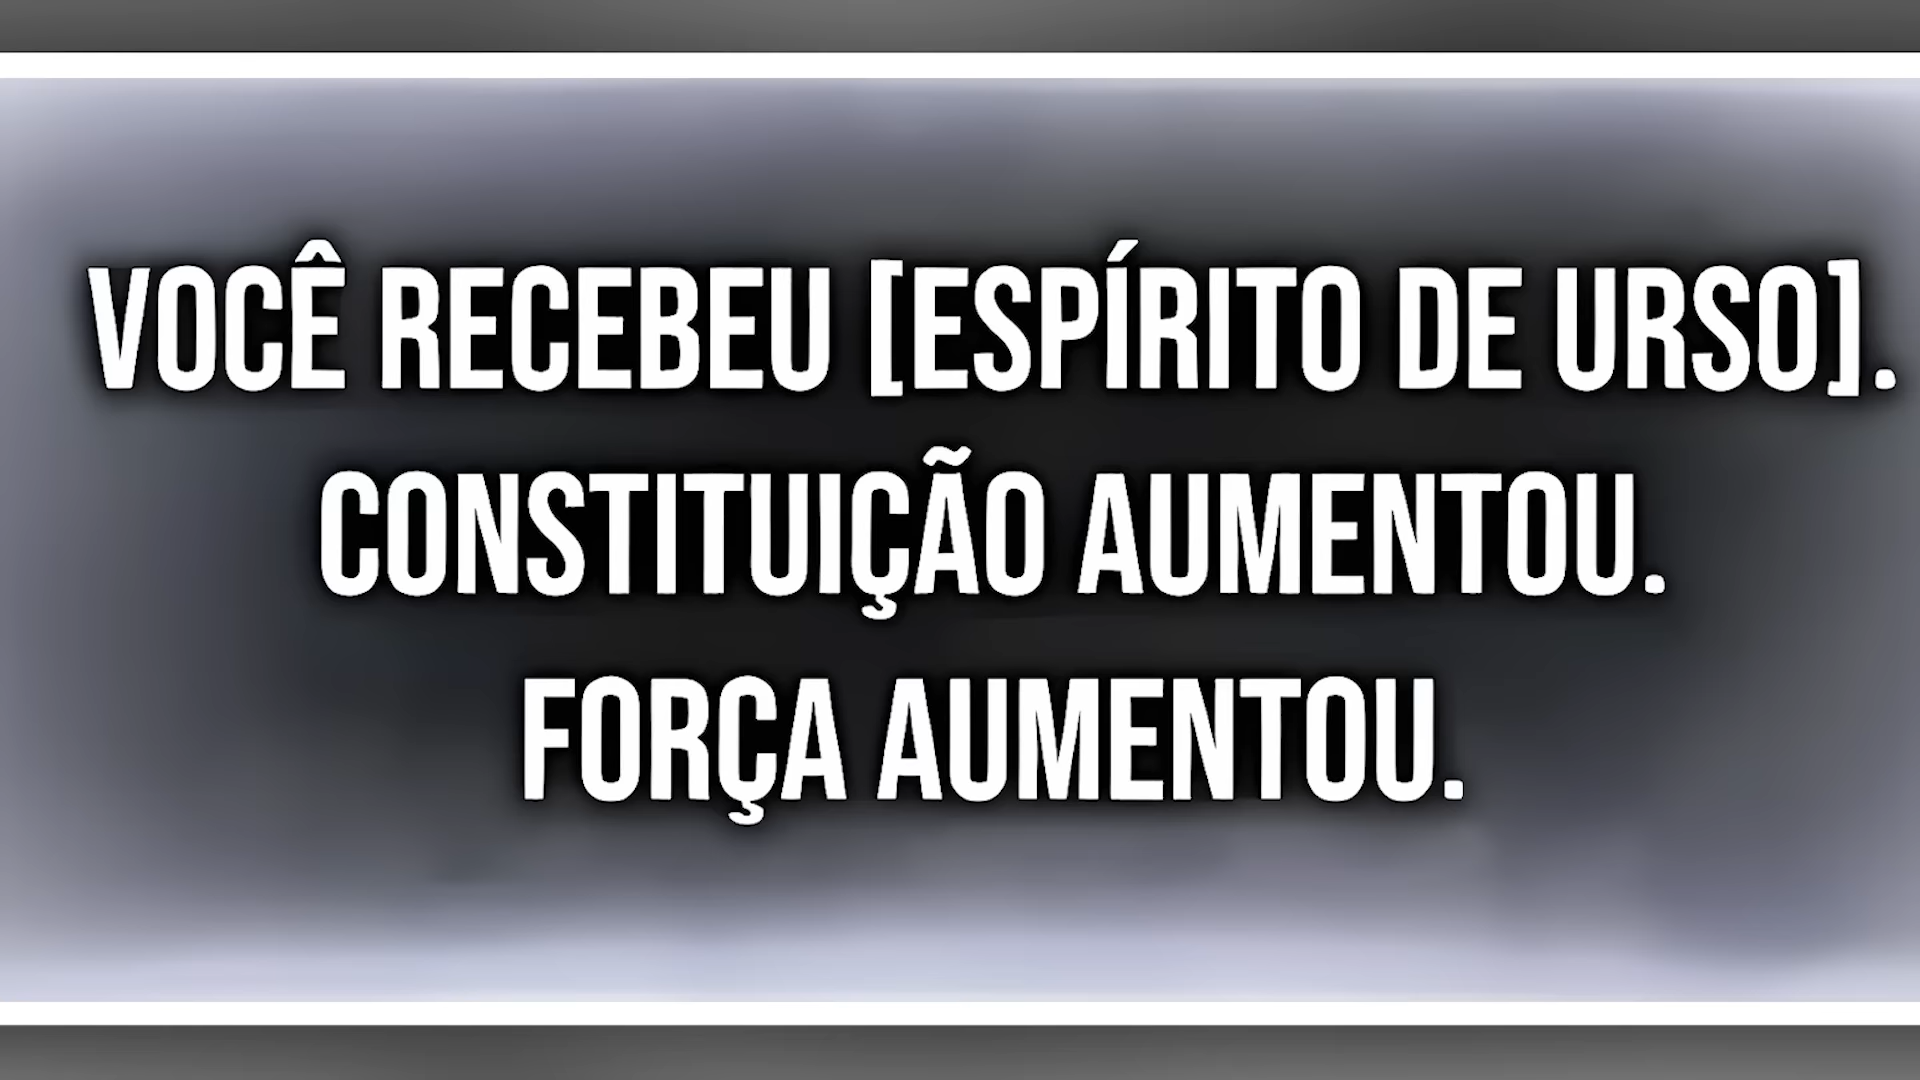 VOCÊ RECEBEU [ESPÍRITO DE URSO].
CONSTITUIÇÃO AUMENTOU.
FORÇA AUMENTOU.